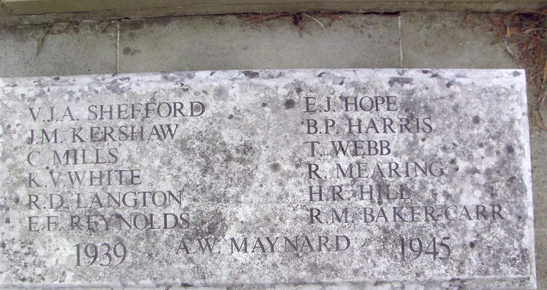 V.J.A. SHEFFORD
J.M. KERSHAW
C. MILLS
K.V. WHITE
R.D. LANGTON
E.F. REYNOLDS
E.J. HOPE
B.P. HARRIS
T. WEBB
R. MEARING
H.R. HILL
R.M. BAKER-CARR
1939 A.W. MAYNARD 1945